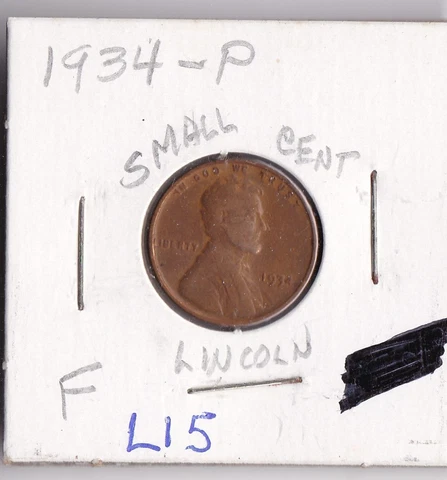 1934-P
SMALL CENT
IN GOD WE TRUST
LIBERTY
1934
LINCOLN
F
L15